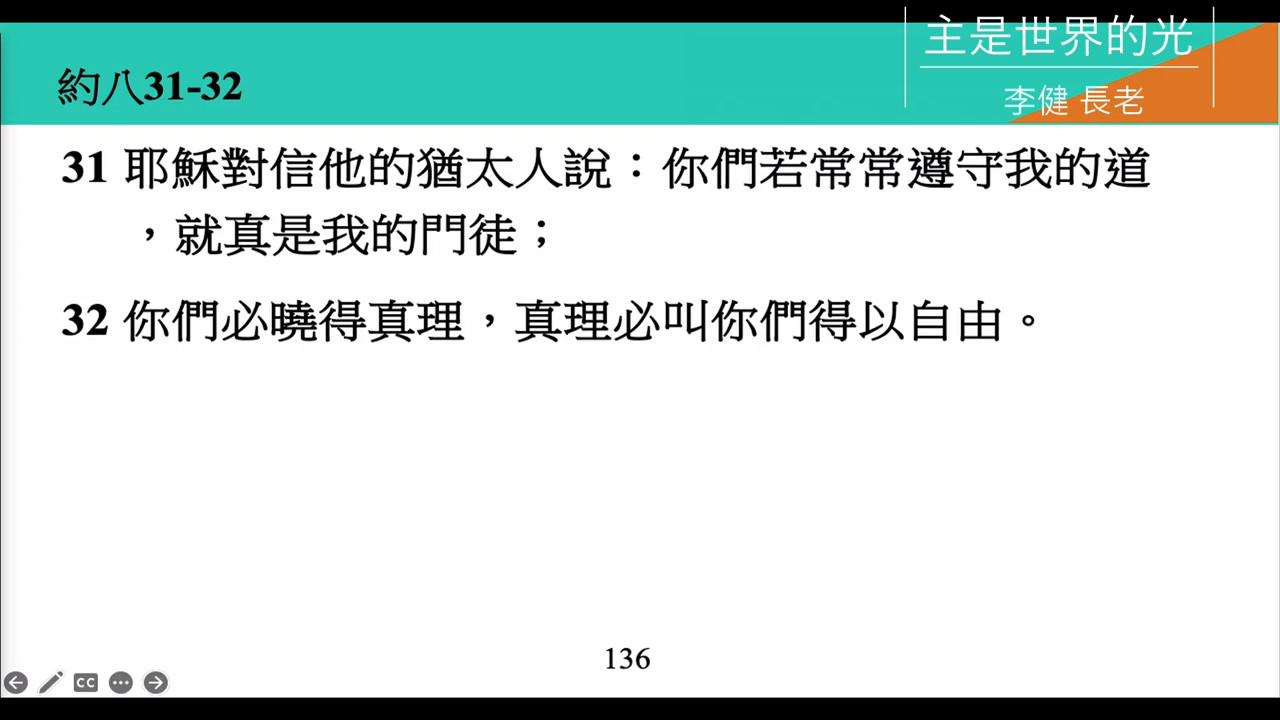 主是世界的光
李健 長老
約八31-32
31 耶穌對信他的猶太人說：你們若常常遵守我的道
，就真是我的門徒；
32 你們必曉得真理，真理必叫你們得以自由。
136
CC